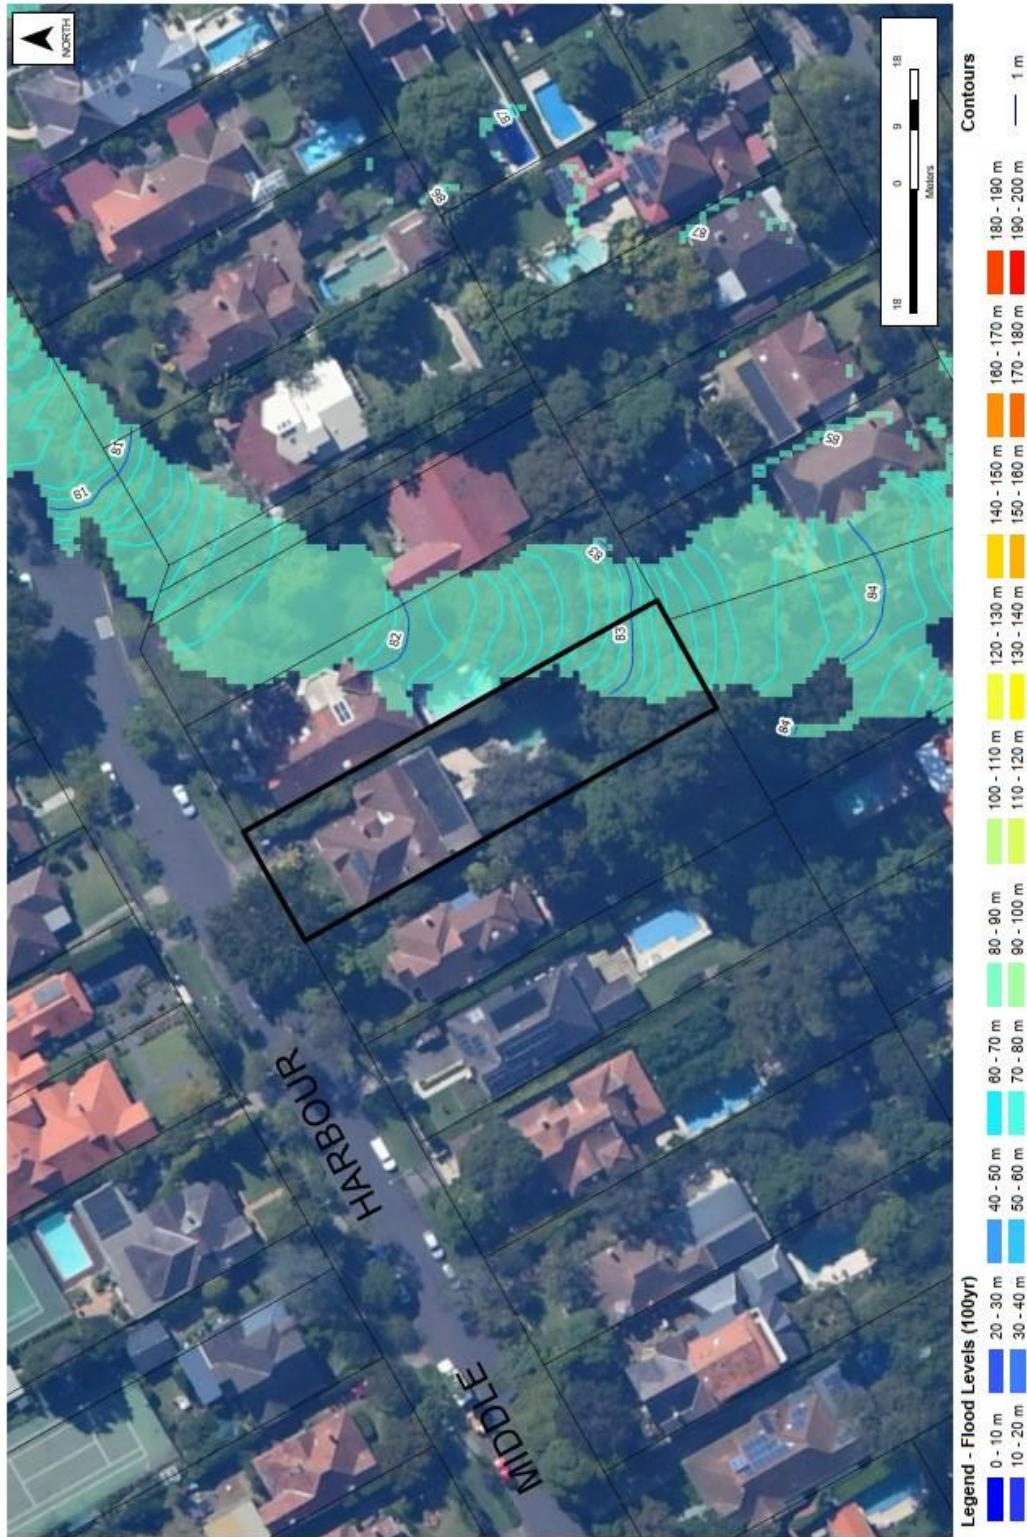 NORTH
81
81
82
83
83
84
84
85
86
87
87
HARBOUR
MIDDLE
18 9 0 18
Meters
Legend - Flood Levels (100yr)
0 - 10 m
10 - 20 m
20 - 30 m
30 - 40 m
40 - 50 m
50 - 60 m
60 - 70 m
70 - 80 m
80 - 90 m
90 - 100 m
100 - 110 m
110 - 120 m
120 - 130 m
130 - 140 m
140 - 150 m
150 - 160 m
160 - 170 m
170 - 180 m
180 - 190 m
190 - 200 m
Contours
1 m